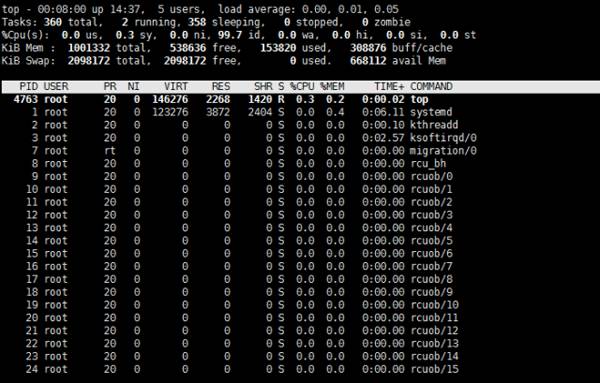 top - 00:08:00 up 14:37,  5 users,  load average: 0.00, 0.01, 0.05
Tasks: 360 total,   2 running, 358 sleeping,   0 stopped,   0 zombie
%Cpu(s):  0.0 us,  0.3 sy,  0.0 ni, 99.7 id,  0.0 wa,  0.0 hi,  0.0 si,  0.0 st
KiB Mem :  1001332 total,   538636 free,   153820 used,   308876 buff/cache
KiB Swap:  2098172 total,  2098172 free,        0 used.   668112 avail Mem
PID USER PR NI VIRT RES SHR S %CPU %MEM TIME+ COMMAND
4763 root 20 0 146276 2268 1420 R 0.3 0.2 0:00.02 top
1 root 20 0 123276 3872 2404 S 0.0 0.4 0:06.11 systemd
2 root 20 0 0 0 0 S 0.0 0.0 0:00.10 kthreadd
3 root 20 0 0 0 0 S 0.0 0.0 0:02.57 ksoftirqd/0
7 root rt 0 0 0 0 S 0.0 0.0 0:00.00 migration/0
8 root 20 0 0 0 0 S 0.0 0.0 0:00.00 rcu_bh
9 root 20 0 0 0 0 S 0.0 0.0 0:00.00 rcuob/0
10 root 20 0 0 0 0 S 0.0 0.0 0:00.00 rcuob/1
11 root 20 0 0 0 0 S 0.0 0.0 0:00.00 rcuob/2
12 root 20 0 0 0 0 S 0.0 0.0 0:00.00 rcuob/3
13 root 20 0 0 0 0 S 0.0 0.0 0:00.00 rcuob/4
14 root 20 0 0 0 0 S 0.0 0.0 0:00.00 rcuob/5
15 root 20 0 0 0 0 S 0.0 0.0 0:00.00 rcuob/6
16 root 20 0 0 0 0 S 0.0 0.0 0:00.00 rcuob/7
17 root 20 0 0 0 0 S 0.0 0.0 0:00.00 rcuob/8
18 root 20 0 0 0 0 S 0.0 0.0 0:00.00 rcuob/9
19 root 20 0 0 0 0 S 0.0 0.0 0:00.00 rcuob/10
20 root 20 0 0 0 0 S 0.0 0.0 0:00.00 rcuob/11
21 root 20 0 0 0 0 S 0.0 0.0 0:00.00 rcuob/12
22 root 20 0 0 0 0 S 0.0 0.0 0:00.00 rcuob/13
23 root 20 0 0 0 0 S 0.0 0.0 0:00.00 rcuob/14
24 root 20 0 0 0 0 S 0.0 0.0 0:00.00 rcuob/15